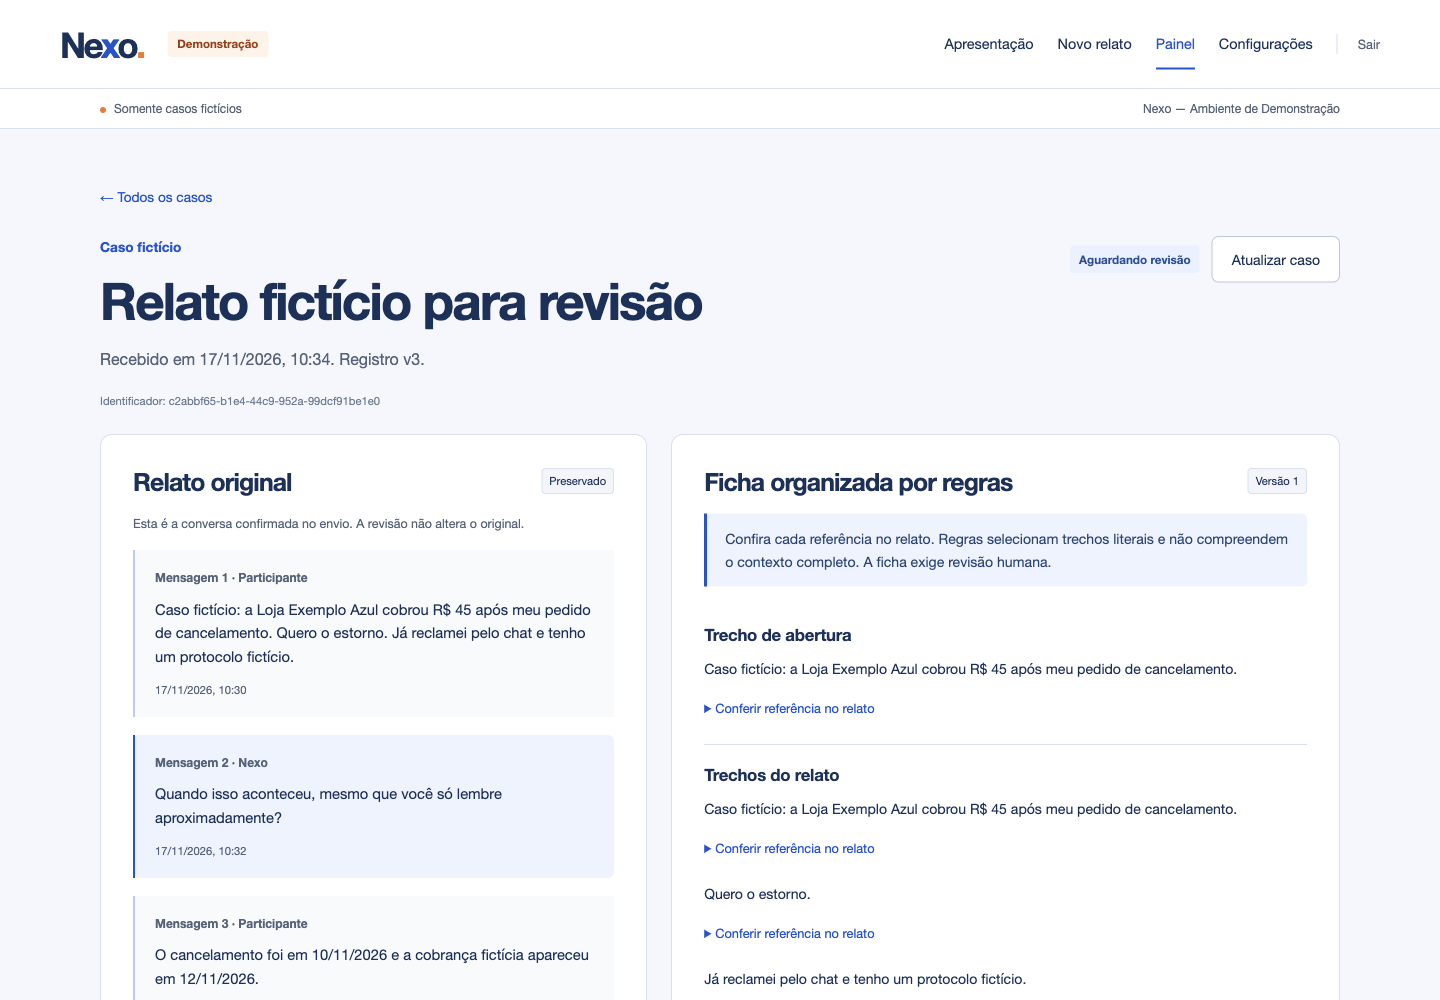 Nexo.
Demonstração
Apresentação
Novo relato
Painel
Configurações
Sair
Somente casos fictícios
Nexo — Ambiente de Demonstração
← Todos os casos
Caso fictício
Aguardando revisão
Atualizar caso
Relato fictício para revisão
Recebido em 17/11/2026, 10:34. Registro v3.
Identificador: c2abbf65-b1e4-44c9-952a-99dcf91be1e0
Relato original
Preservado
Esta é a conversa confirmada no envio. A revisão não altera o original.
Mensagem 1 · Participante
Caso fictício: a Loja Exemplo Azul cobrou R$ 45 após meu pedido
de cancelamento. Quero o estorno. Já reclamei pelo chat e tenho
um protocolo fictício.
17/11/2026, 10:30
Mensagem 2 · Nexo
Quando isso aconteceu, mesmo que você só lembre
aproximadamente?
17/11/2026, 10:32
Mensagem 3 · Participante
O cancelamento foi em 10/11/2026 e a cobrança fictícia apareceu
em 12/11/2026.
Ficha organizada por regras
Versão 1
Confira cada referência no relato. Regras selecionam trechos literais e não compreendem
o contexto completo. A ficha exige revisão humana.
Trecho de abertura
Caso fictício: a Loja Exemplo Azul cobrou R$ 45 após meu pedido de cancelamento.
▶ Conferir referência no relato
Trechos do relato
Caso fictício: a Loja Exemplo Azul cobrou R$ 45 após meu pedido de cancelamento.
▶ Conferir referência no relato
Quero o estorno.
▶ Conferir referência no relato
Já reclamei pelo chat e tenho um protocolo fictício.